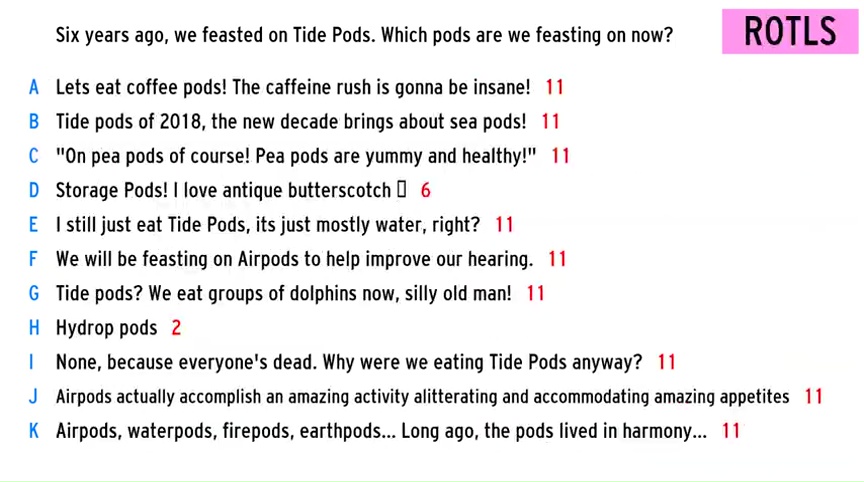 Six years ago, we feasted on Tide Pods. Which pods are we feasting on now?
ROTLS
A Lets eat coffee pods! The caffeine rush is gonna be insane! 11
B Tide pods of 2018, the new decade brings about sea pods! 11
C "On pea pods of course! Pea pods are yummy and healthy!" 11
D Storage Pods! I love antique butterscotch ▯ 6
E I still just eat Tide Pods, its just mostly water, right? 11
F We will be feasting on Airpods to help improve our hearing. 11
G Tide pods? We eat groups of dolphins now, silly old man! 11
H Hydrop pods 2
I None, because everyone's dead. Why were we eating Tide Pods anyway? 11
J Airpods actually accomplish an amazing activity alitterating and accommodating amazing appetites 11
K Airpods, waterpods, firepods, earthpods... Long ago, the pods lived in harmony... 11